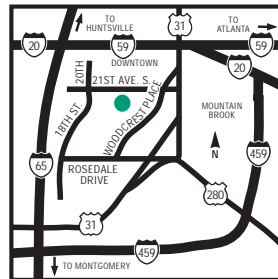 TO
HUNTSVILLE
31
TO
ATLANTA
20
59
59
DOWNTOWN
20TH
21ST AVE. S.
20
18TH ST.
WOODCREST PLACE
MOUNTAIN
BROOK
N
65
459
ROSEDALE
DRIVE
280
31
459
TO MONTGOMERY